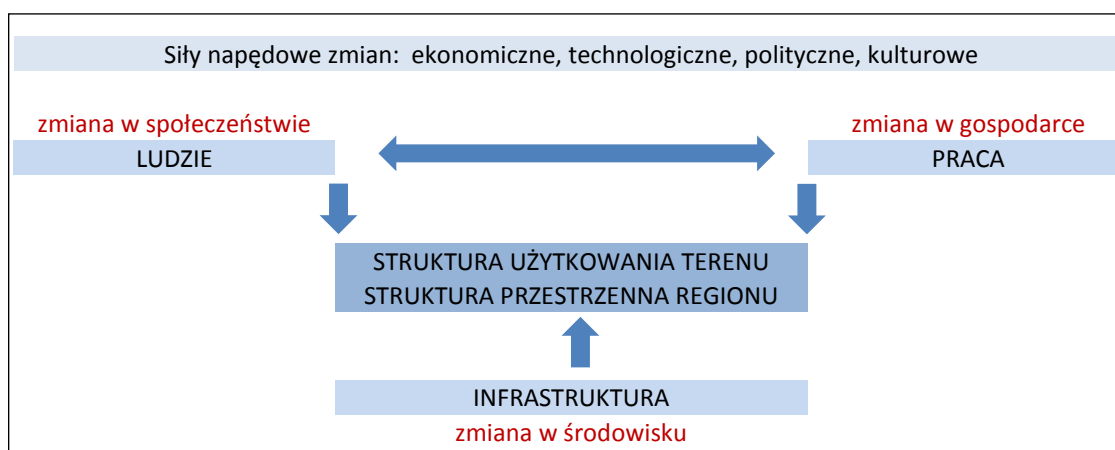 Siły napędowe zmian: ekonomiczne, technologiczne, polityczne, kulturowe
zmiana w społeczeństwie
zmiana w gospodarce
LUDZIE
PRACA
STRUKTURA UŻYTKOWANIA TERENU
STRUKTURA PRZESTRZENNA REGIONU
INFRASTRUKTURA
zmiana w środowisku